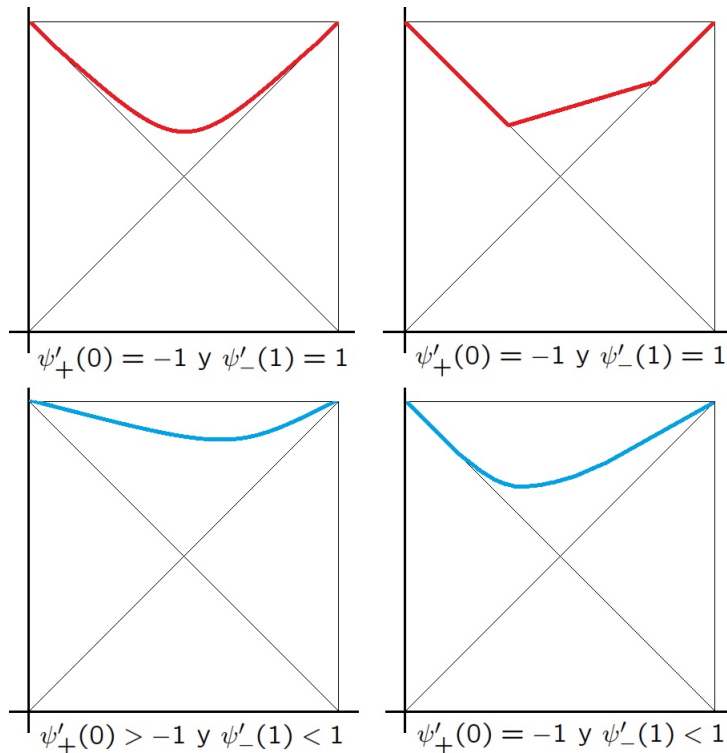 ψ′₊(0) = −1 y ψ′₋(1) = 1
ψ′₊(0) = −1 y ψ′₋(1) = 1
ψ′₊(0) > −1 y ψ′₋(1) < 1
ψ′₊(0) = −1 y ψ′₋(1) < 1